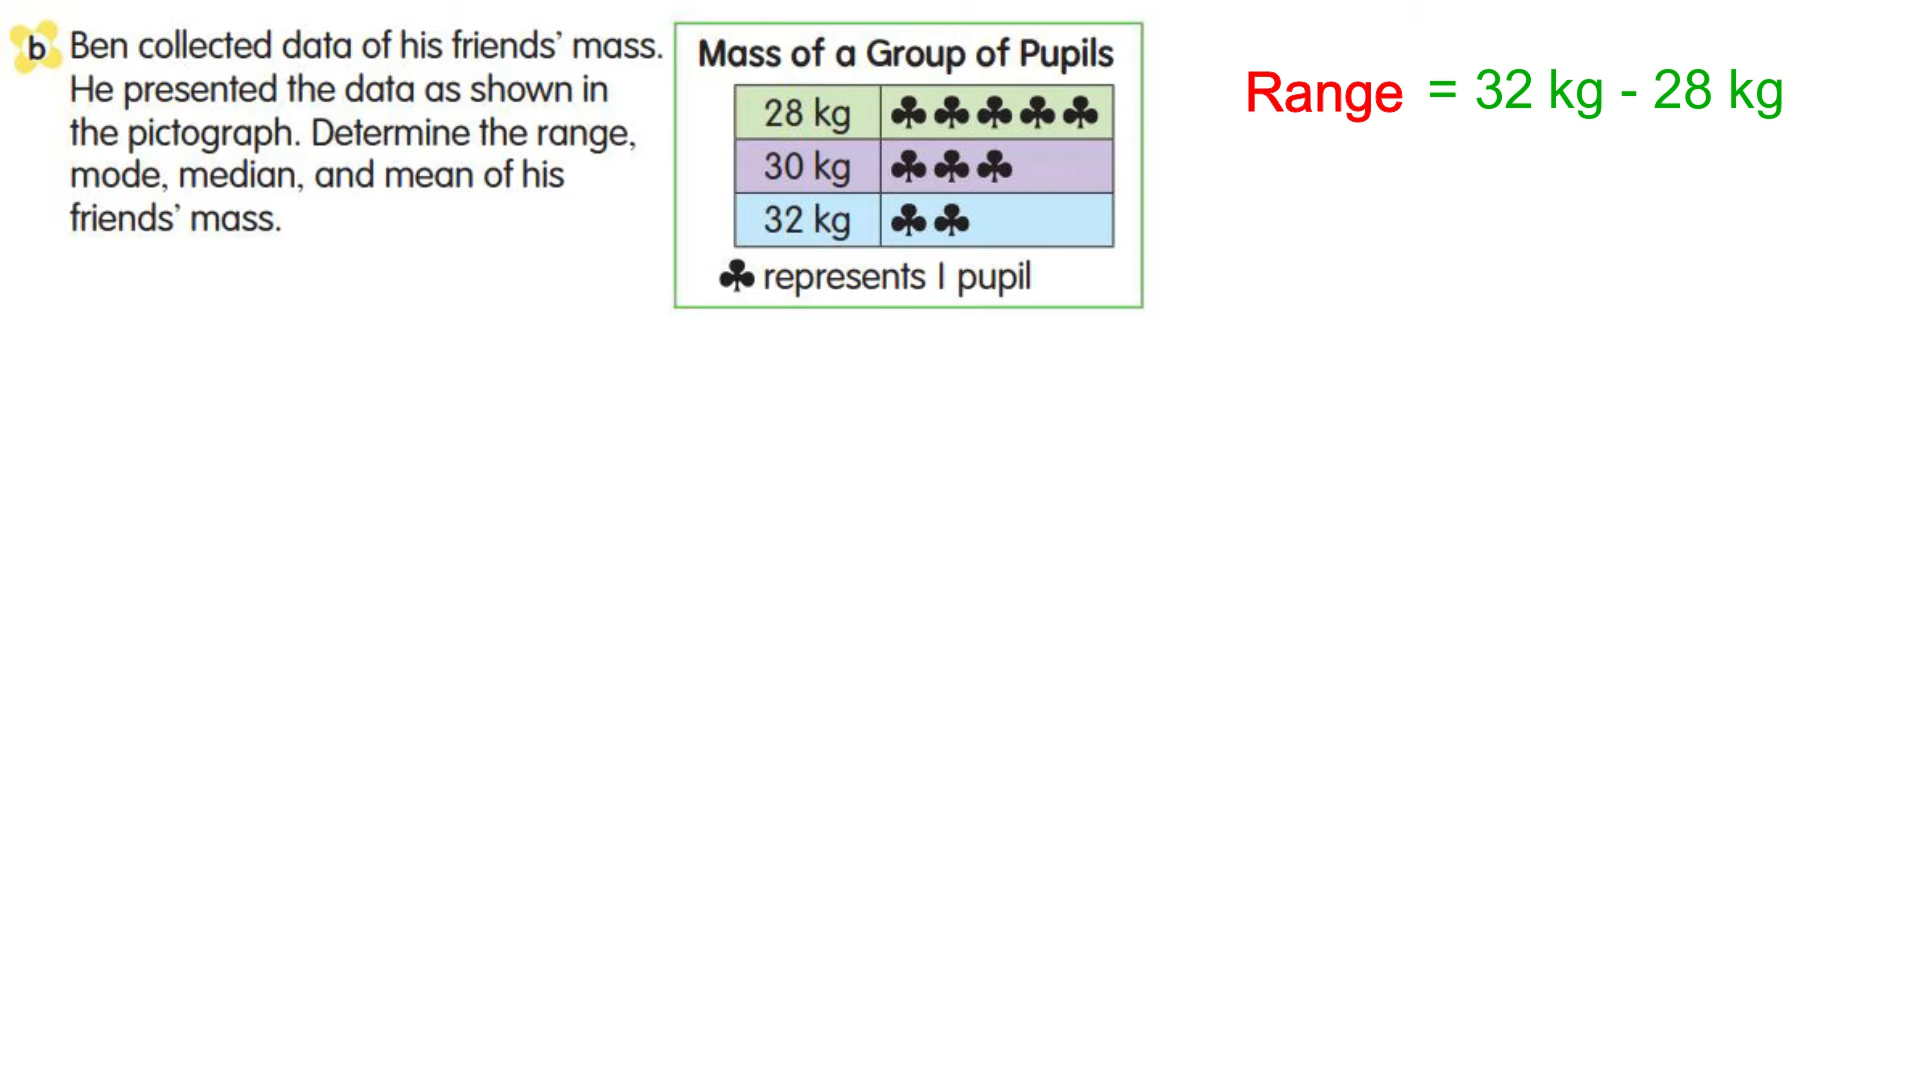 b Ben collected data of his friends’ mass.
He presented the data as shown in
the pictograph. Determine the range,
mode, median, and mean of his
friends’ mass.
Mass of a Group of Pupils
28 kg ♣ ♣ ♣ ♣ ♣
30 kg ♣ ♣ ♣
32 kg ♣ ♣
♣ represents 1 pupil
Range = 32 kg - 28 kg